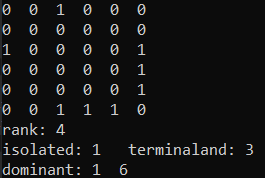 0 0 1 0 0 0
0 0 0 0 0 0
1 0 0 0 0 1
0 0 0 0 0 1
0 0 0 0 0 1
0 0 1 1 1 0
rank: 4
isolated: 1   terminaland: 3
dominant: 1  6